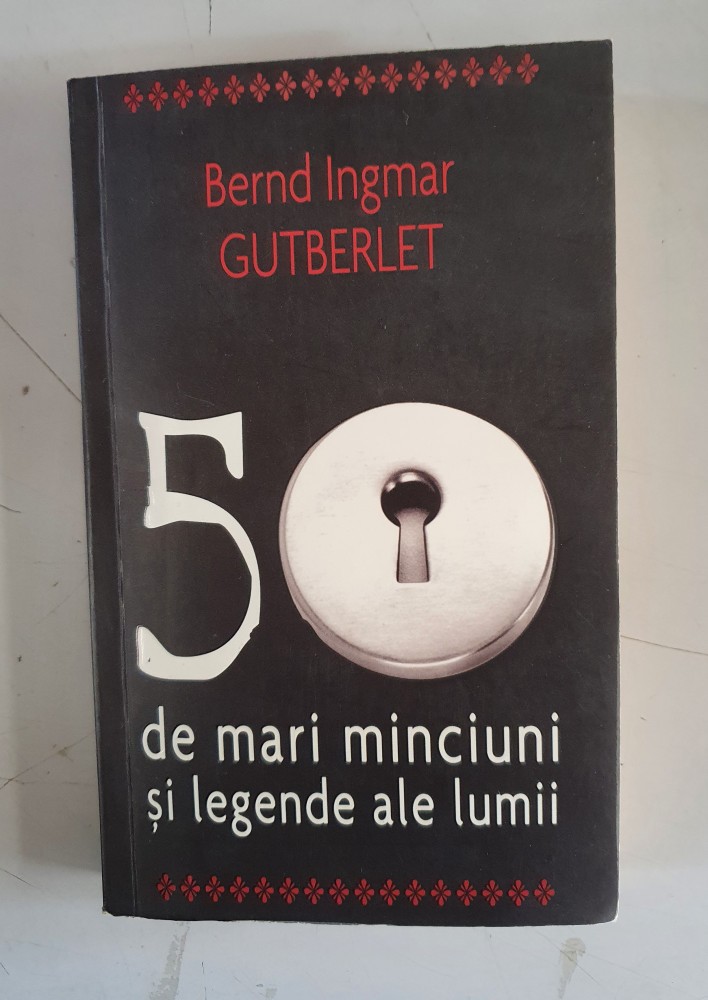 Bernd Ingmar
GUTBERLET
50
de mari minciuni
și legende ale lumii